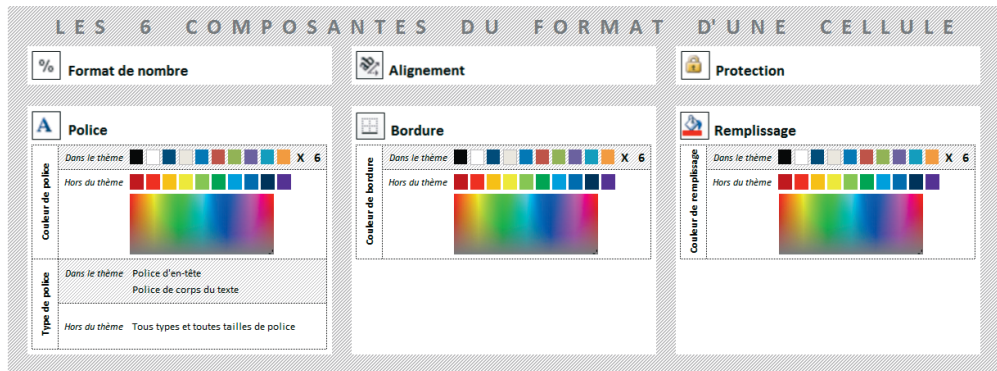 LES 6 COMPOSANTES DU FORMAT D'UNE CELLULE
%
Format de nombre
ab
Alignement
Protection
A
Police
Couleur de police
Dans le thème
X 6
Hors du thème
Type de police
Dans le thème
Police d'en-tête
Police de corps du texte
Hors du thème
Tous types et toutes tailles de police
Bordure
Couleur de bordure
Dans le thème
X 6
Hors du thème
Remplissage
Couleur de remplissage
Dans le thème
X 6
Hors du thème